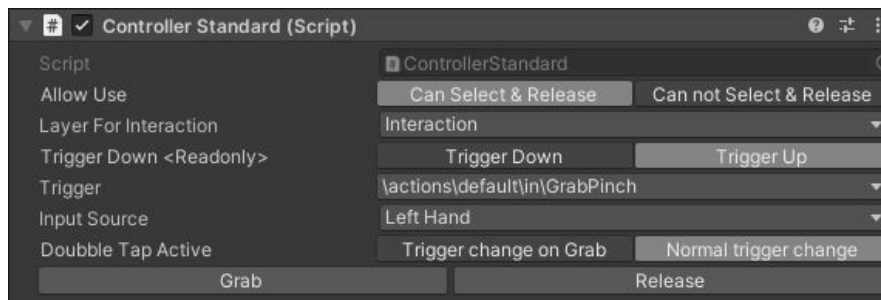 # Controller Standard (Script)
Script ControllerStandard
Allow Use Can Select & Release Can not Select & Release
Layer For Interaction Interaction
Trigger Down <Readonly> Trigger Down Trigger Up
Trigger \actions\default\in\GrabPinch
Input Source Left Hand
Doubble Tap Active Trigger change on Grab Normal trigger change
Grab Release